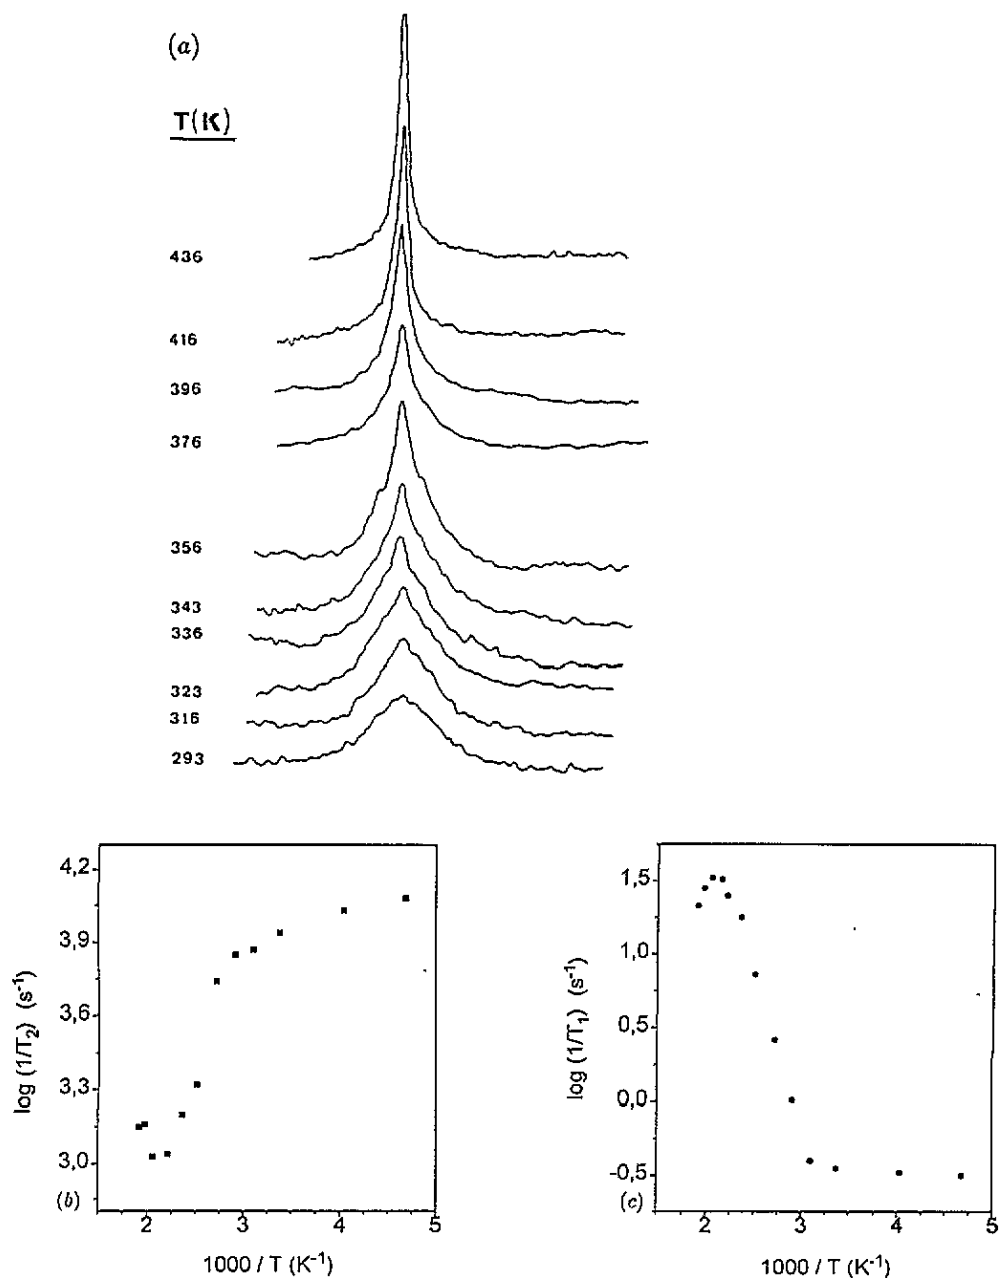 (a)
T(K)
436
416
396
376
356
343
336
323
316
293
4,2
3,9
3,6
3,3
3,0
log (1/T₂) (s⁻¹)
(b)
2 3 4 5
1000 / T (K⁻¹)
1,5
1,0
0,5
0,0
-0,5
log (1/T₁) (s⁻¹)
(c)
2 3 4 5
1000 / T (K⁻¹)